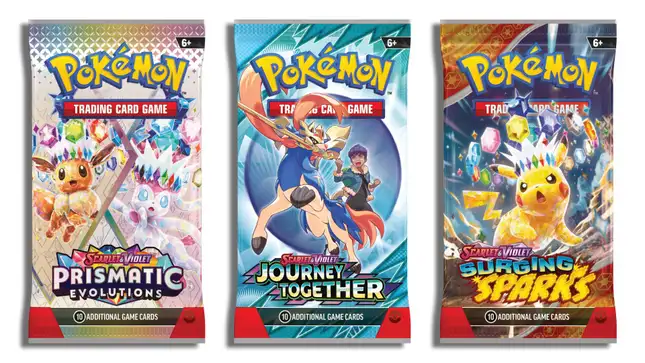 6+
POKéMON
TRADING CARD GAME
SCARLET & VIOLET
PRISMATIC
EVOLUTIONS
10 ADDITIONAL GAME CARDS
6+
POKéMON
TRADING CARD GAME
SCARLET & VIOLET
JOURNEY
TOGETHER
10 ADDITIONAL GAME CARDS
6+
POKéMON
TRADING CARD GAME
SCARLET & VIOLET
SURGING
SPARKS
10 ADDITIONAL GAME CARDS